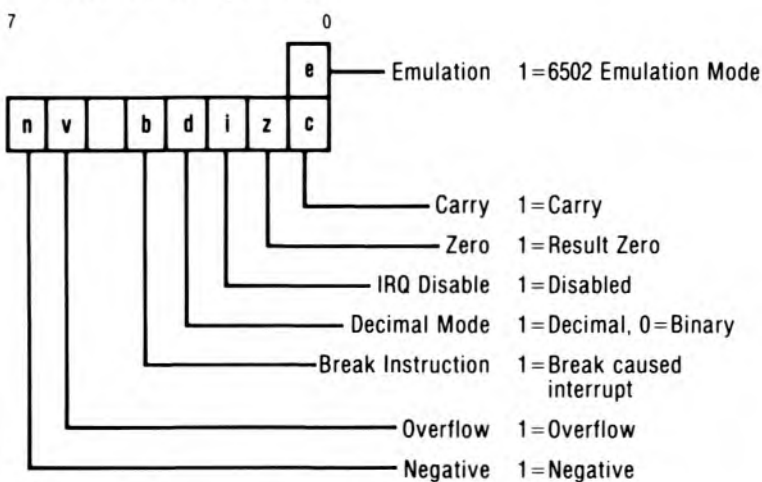 7 0
e Emulation 1=6502 Emulation Mode
n v b d i z c
Carry 1=Carry
Zero 1=Result Zero
IRQ Disable 1=Disabled
Decimal Mode 1=Decimal, 0=Binary
Break Instruction 1=Break caused
interrupt
Overflow 1=Overflow
Negative 1=Negative